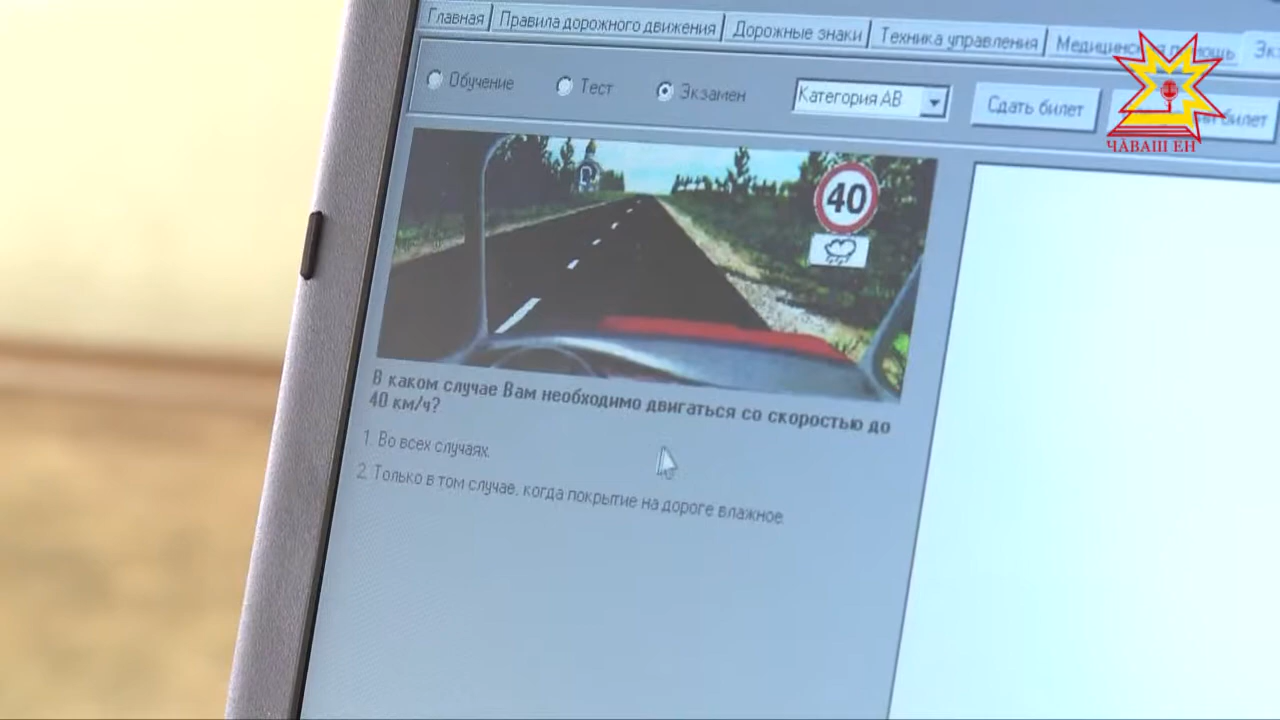 Главная
Правила дорожного движения
Дорожные знаки
Техника управления
Обучение
Тест
Экзамен
Категория АВ
Сдать билет
билет
ЧĂВАШ ЕН
40
В каком случае Вам необходимо двигаться со скоростью до
40 км/ч?
1. Во всех случаях.
2. Только в том случае, когда покрытие на дороге влажное.